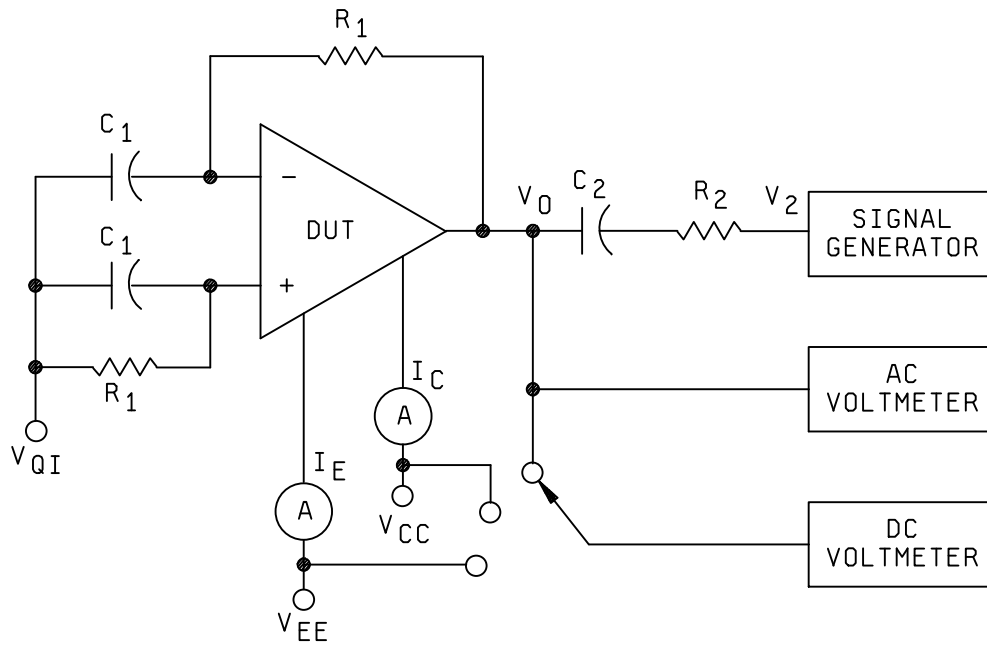 R1
C1
−
DUT
VO
C2
R2
V2
SIGNAL
GENERATOR
C1
+
R1
IC
A
AC
VOLTMETER
VQI
IE
A
VCC
DC
VOLTMETER
VEE